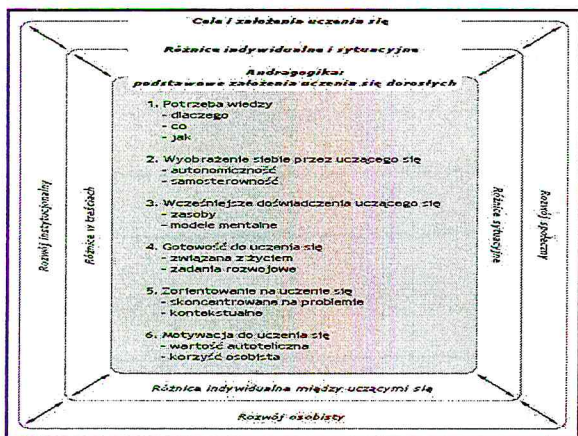 Cele i założenia uczenia się
Różnice indywidualne i sytuacyjne
Andragogika:
podstawowe założenia uczenia się dorosłych
1. Potrzeba wiedzy
- dlaczego
- co
- jak
2. Wyobrażenie siebie przez uczącego się
- autonomiczność
- samosterowność
3. Wcześniejsze doświadczenia uczącego się
- zasoby
- modele mentalne
4. Gotowość do uczenia się
- związana z życiem
- zadania rozwojowe
5. Zorientowanie na uczenie się
- skoncentrowane na problemie
- kontekstualne
6. Motywacja do uczenia się
- wartość autoteliczna
- korzyść osobista
Rozwój instytucjonalny
Różnice w treściach
Różnice sytuacyjne
Rozwój społeczny
Różnica indywidualna między uczącymi się
Rozwój osobisty